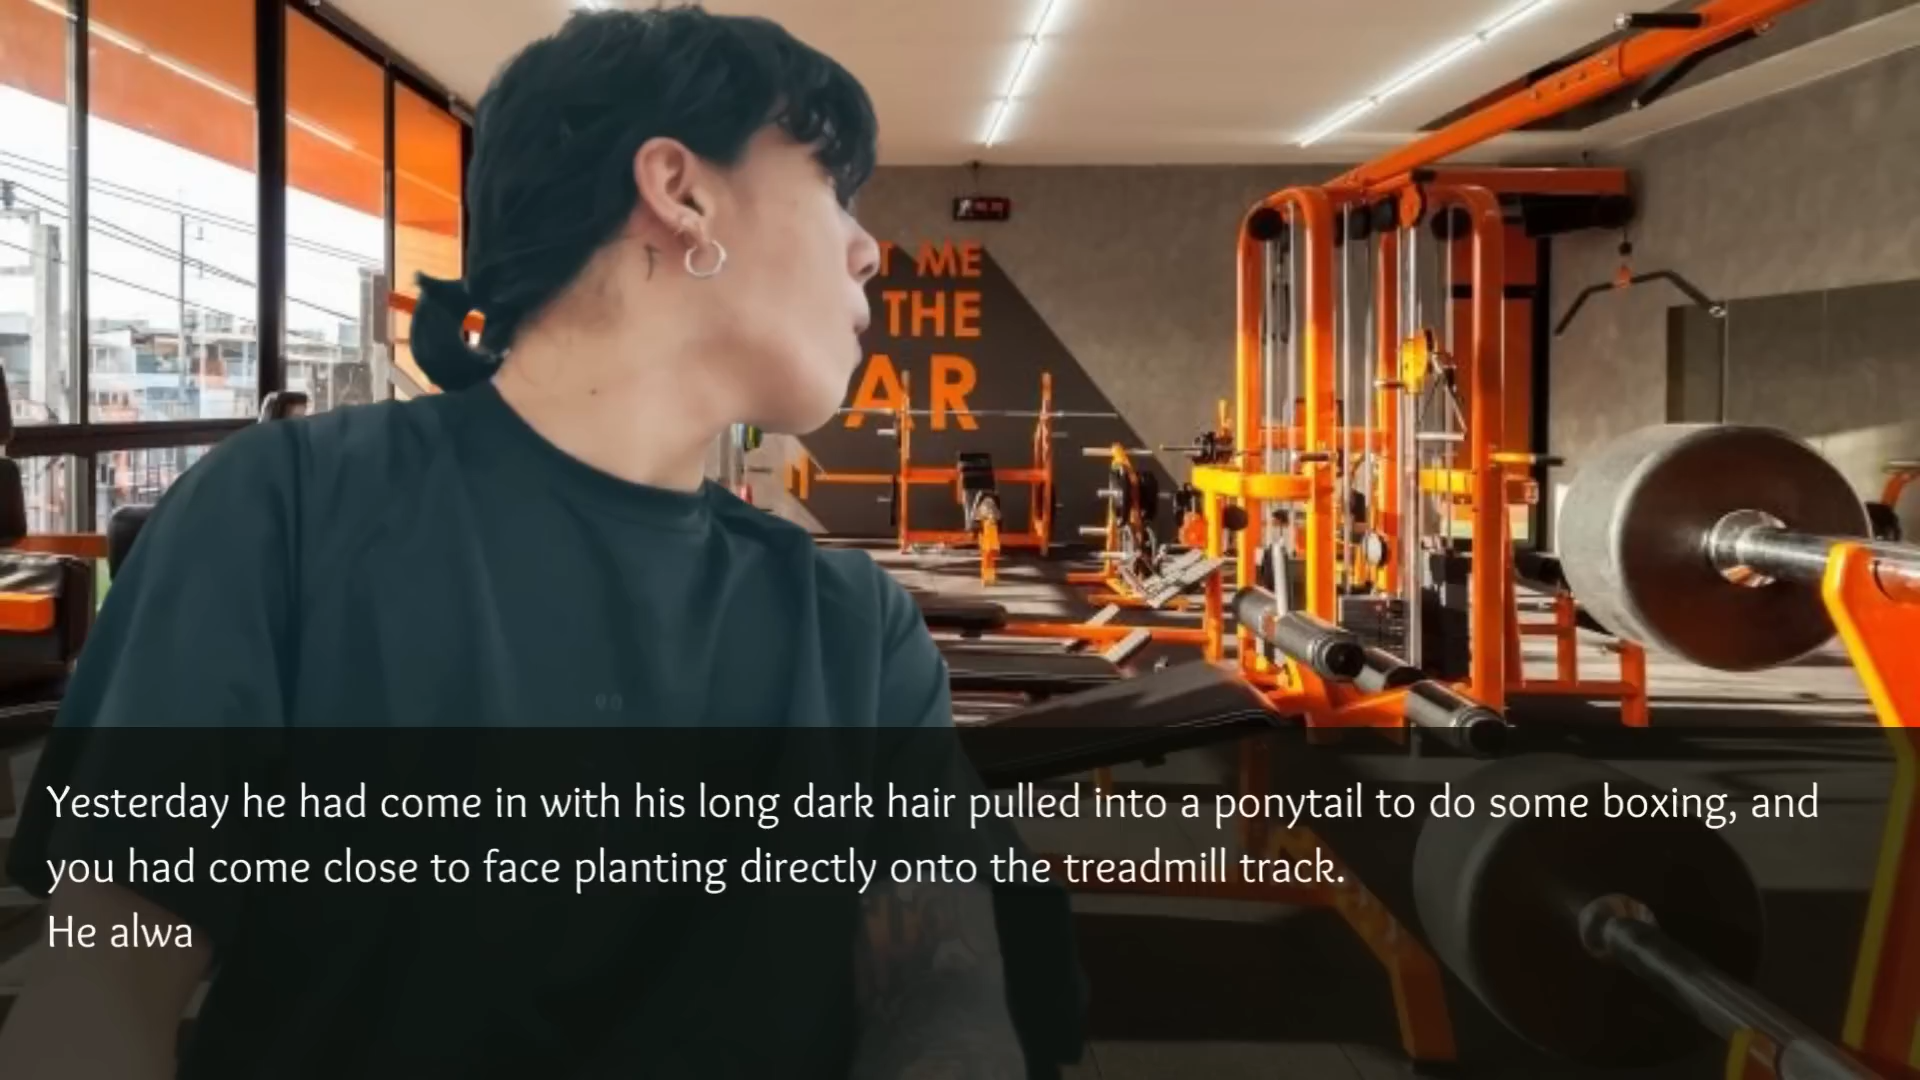 T ME
THE
AR
Yesterday he had come in with his long dark hair pulled into a ponytail to do some boxing, and
you had come close to face planting directly onto the treadmill track.
He alwa